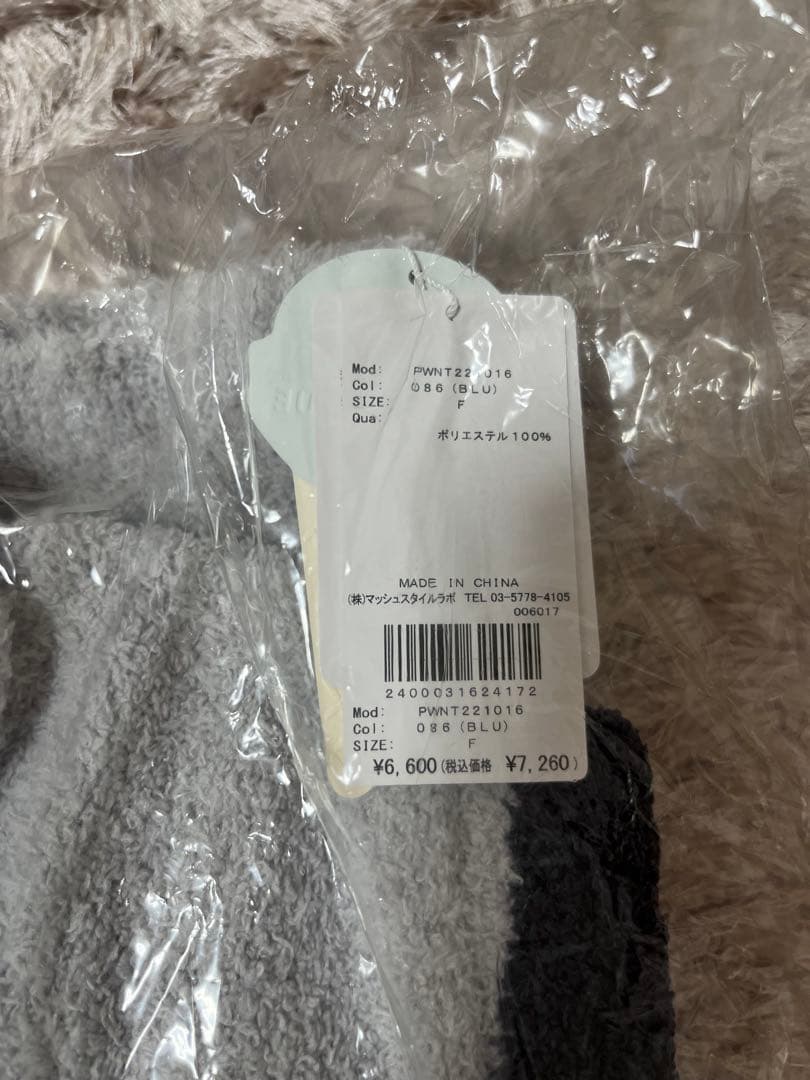 Mod: PWNT221016
Col: 086 (BLU)
SIZE: F
Qua:
ポリエステル100%
MADE IN CHINA
(株)マッシュスタイルラボ TEL 03-5778-4105
006017
2400031624172
Mod: PWNT221016
Col: 086 (BLU)
SIZE: F
¥6,600(税込価格 ¥7,260)